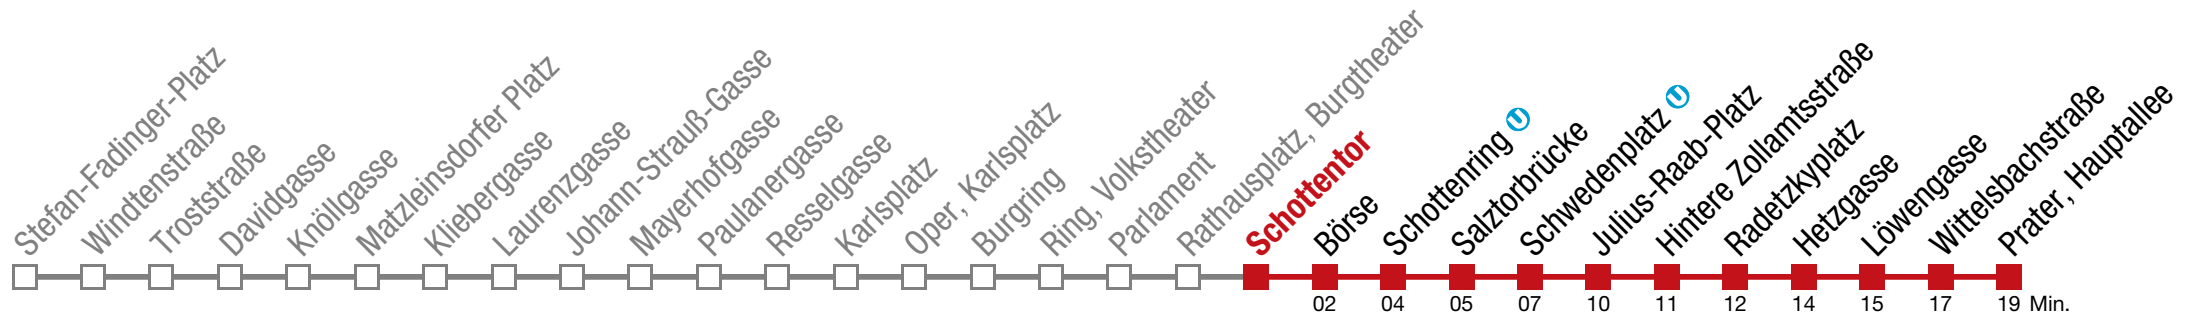 Stefan-Fadinger-Platz
Windtenstraße
Troststraße
Davidgasse
Knöllgasse
Matzleinsdorfer Platz
Kliebergasse
Laurenzgasse
Johann-Strauß-Gasse
Mayerhofgasse
Paulanergasse
Resselgasse
Karlsplatz
Oper, Karlsplatz
Burgring
Ring, Volkstheater
Parlament
Rathausplatz, Burgtheater
Schottentor
Börse
Schottenring U
Salztorbrücke
Schwedenplatz U
Julius-Raab-Platz
Hintere Zollamtsstraße
Radetzkyplatz
Hetzgasse
Löwengasse
Wittelsbachstraße
Prater, Hauptallee
02 04 05 07 10 11 12 14 15 17 19 Min.